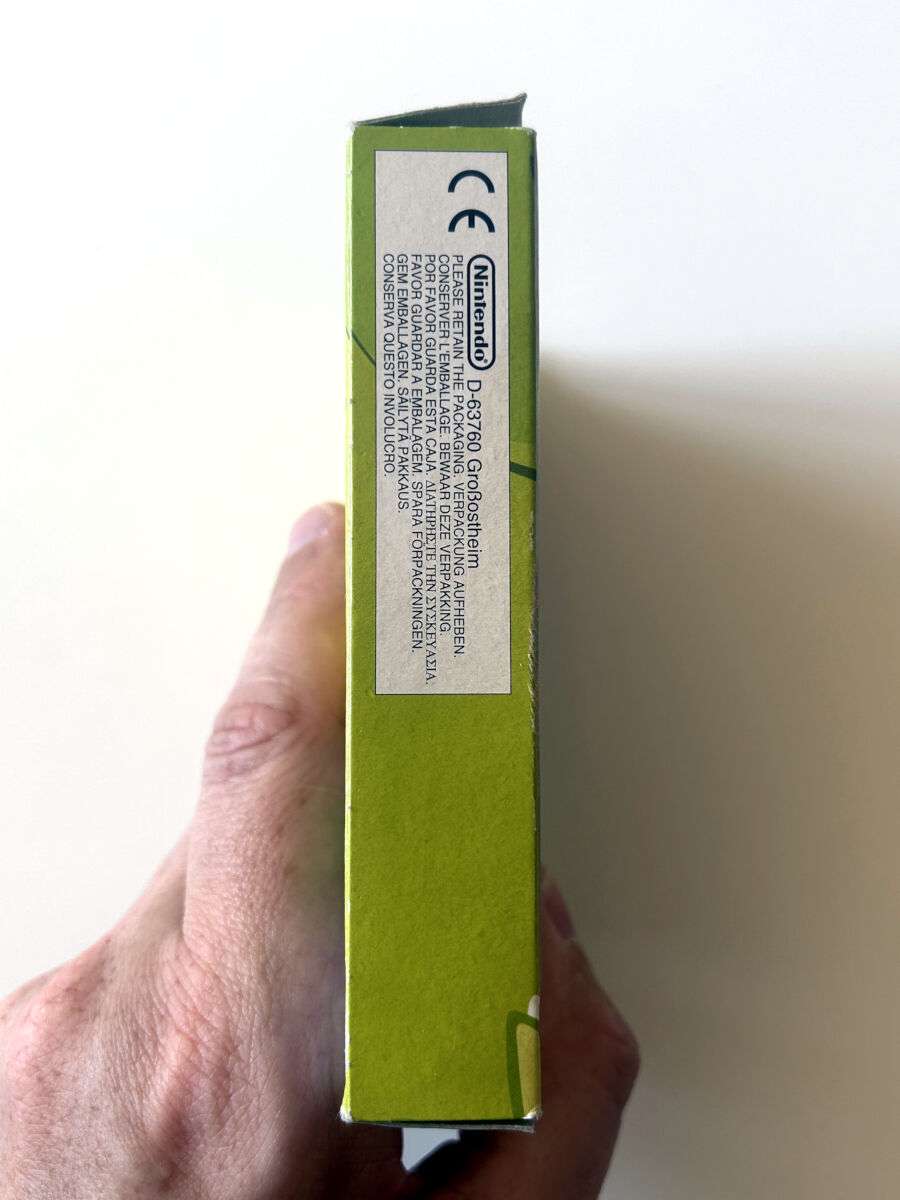 CE
Nintendo® D-63760 Großostheim
PLEASE RETAIN THE PACKAGING. VERPACKUNG AUFHEBEN.
CONSERVER L'EMBALLAGE. BEWAAR DEZE VERPAKKING.
POR FAVOR GUARDA ESTA CAJA. ΔΙΑΤΗΡΗΣΤΕ ΤΗΝ ΣΥΣΚΕΥΑΣΙΑ.
FAVOR GUARDAR A EMBALAGEM. SPARA FÖRPACKNINGEN.
GEM EMBALLAGEN. SÄILYTÄ PAKKAUS.
CONSERVA QUESTO INVOLUCRO.